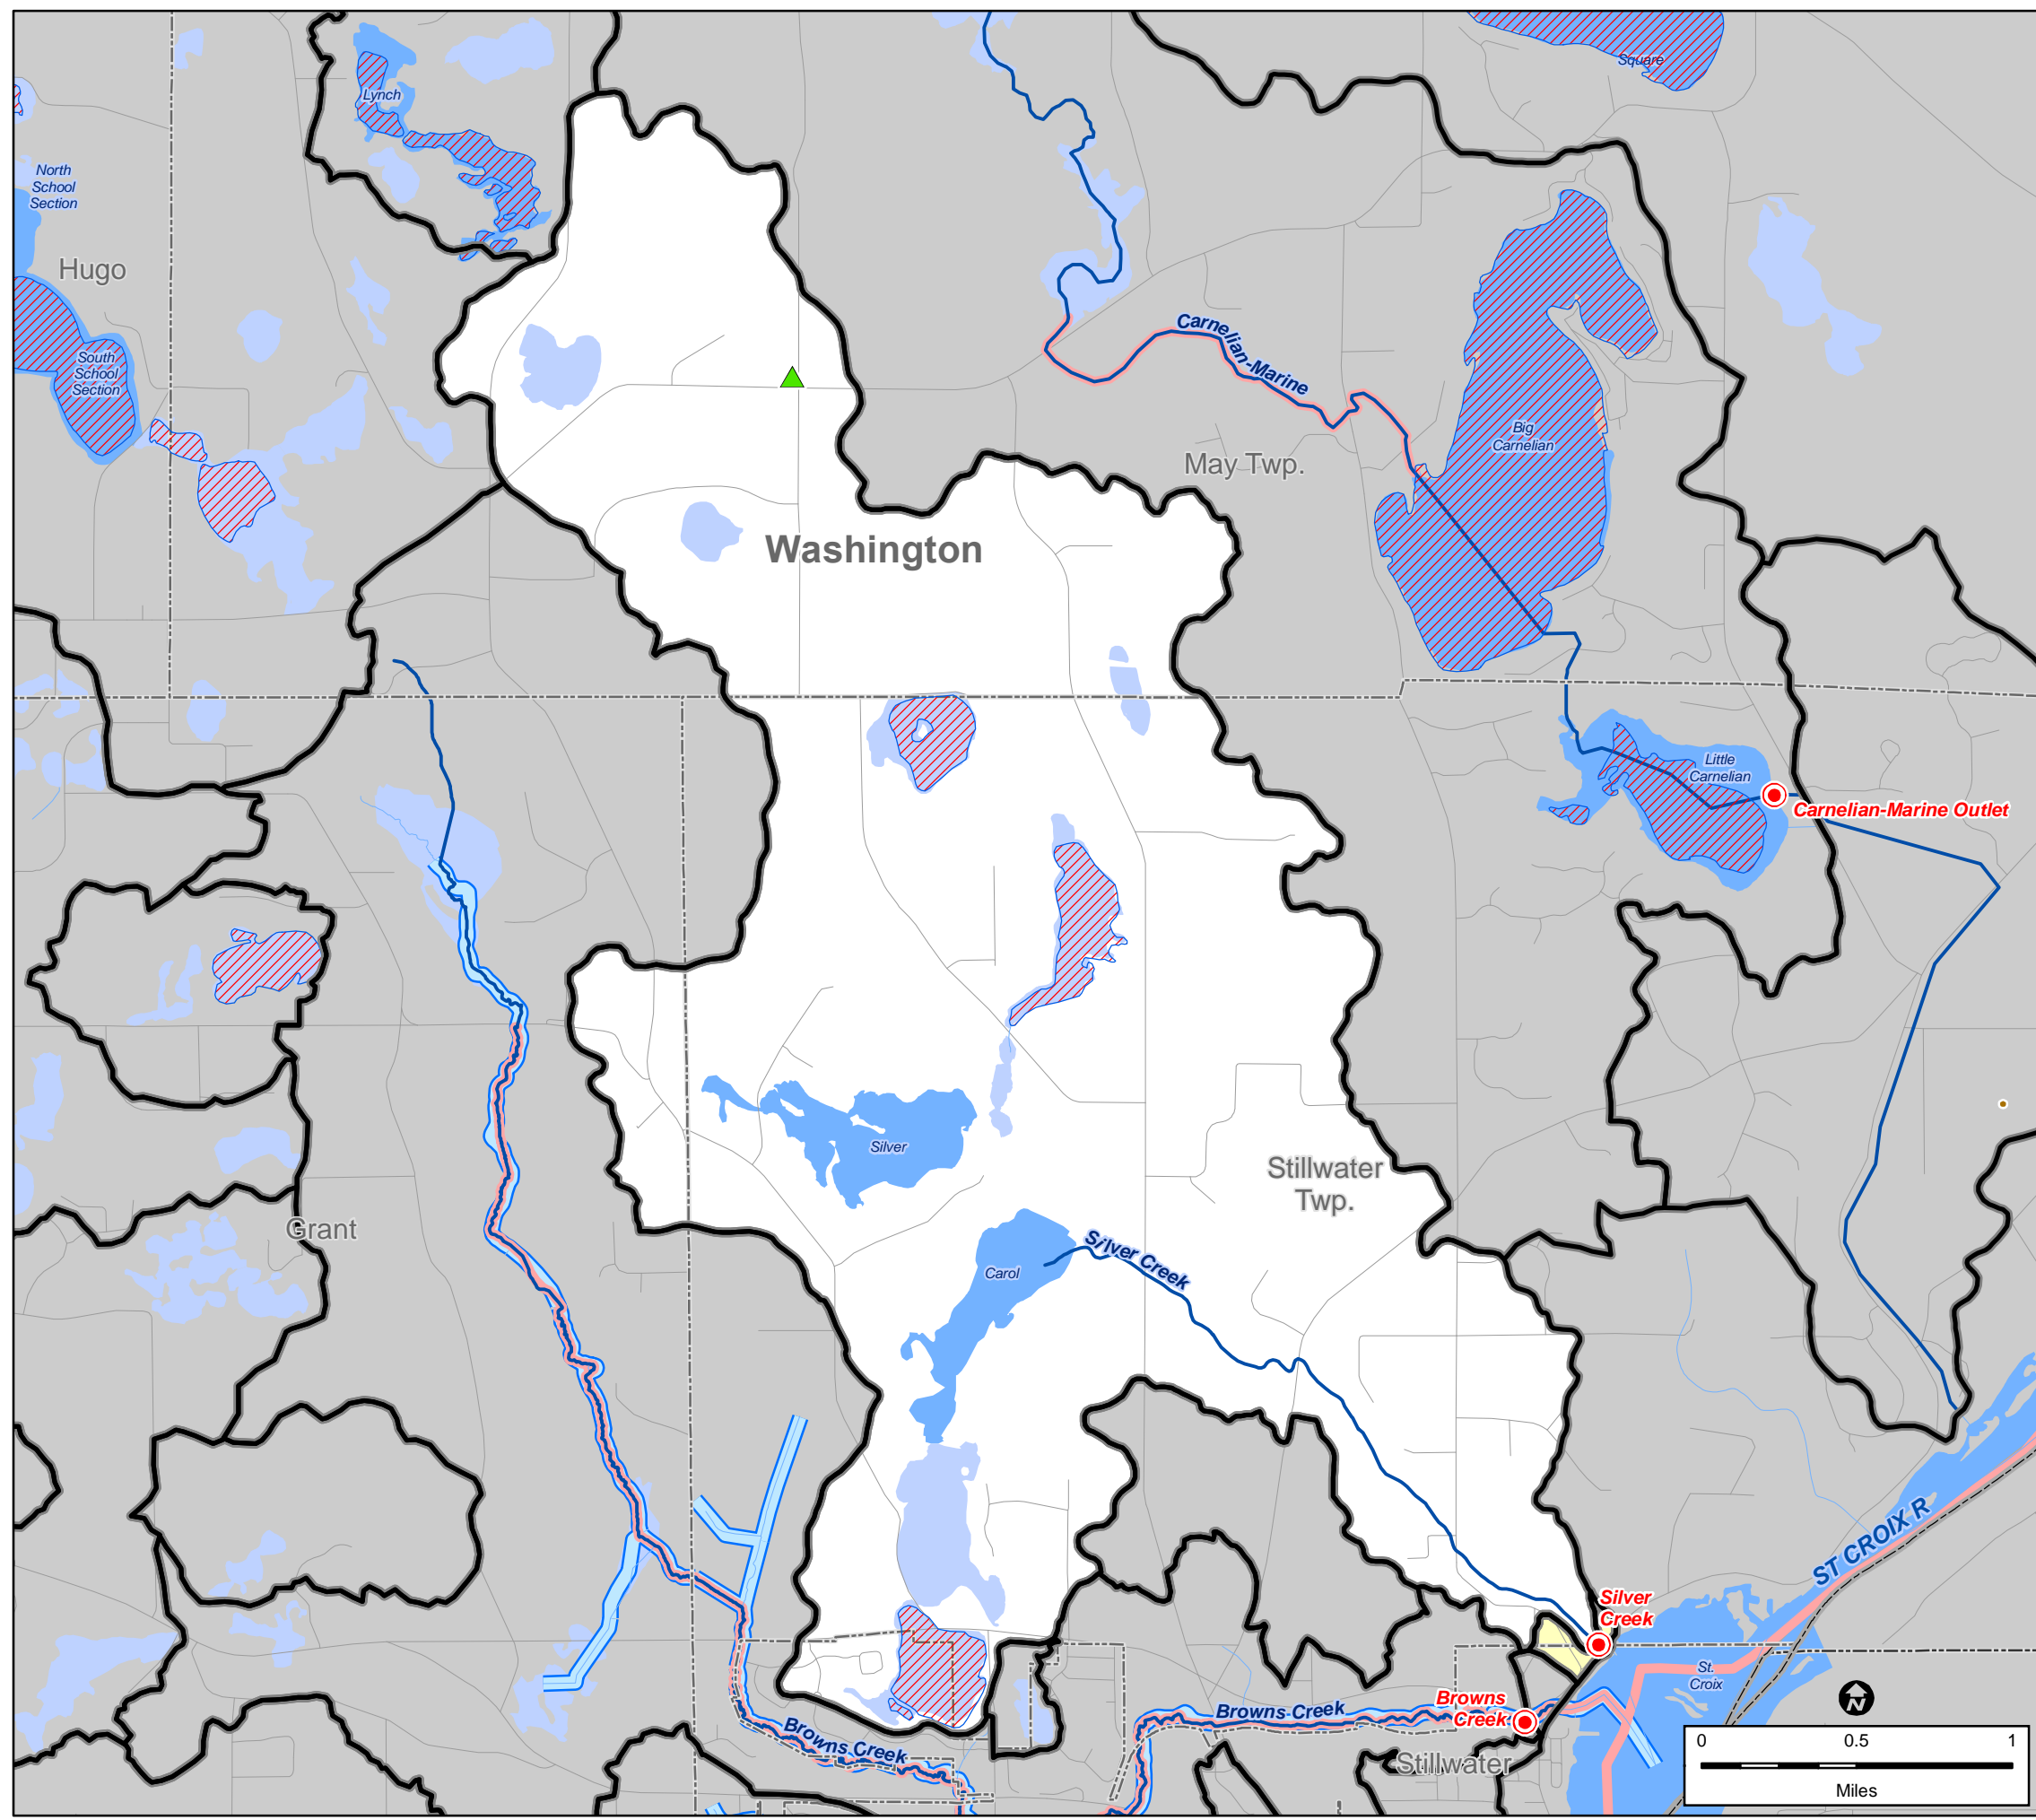 Square
Lynch
North
School
Section
Hugo
South
School
Section
Carnelian-Marine
Big
Carnelian
May Twp.
Washington
Little
Carnelian
Carnelian-Marine Outlet
Silver
Stillwater
Twp.
Grant
Silver Creek
Carol
ST CROIX R
Silver
Creek
St.
Croix
Browns
Creek
Browns Creek
Browns Creek
Stillwater
N
0 0.5 1
Miles